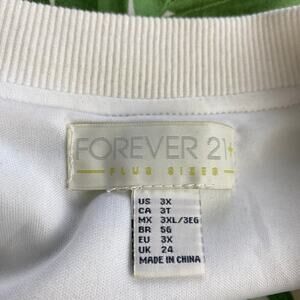 FOREVER 21+
PLUS SIZES
US 3X
CA 3T
MX 3XL/3EG
BR 5G
EU 3X
UK 24
MADE IN CHINA